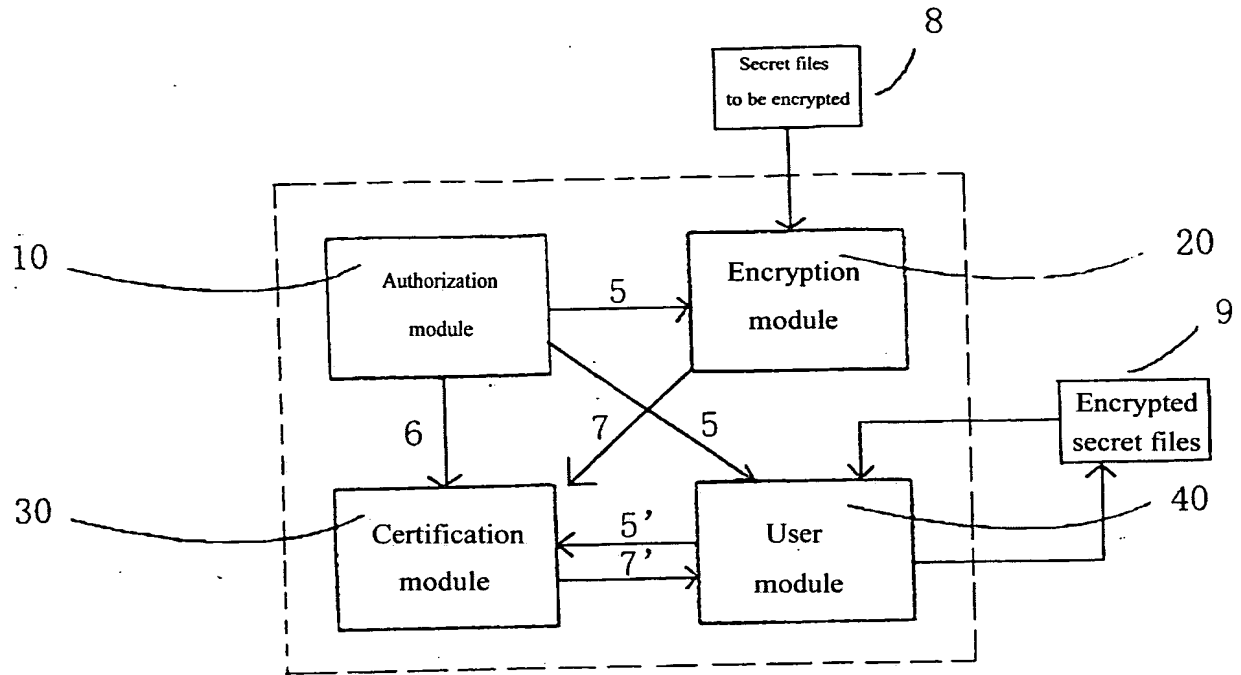 8
Secret files
to be encrypted
10
Authorization
module
5
Encryption
module
20
9
Encrypted
secret files
6
7
5
30
Certification
module
5'
7'
User
module
40